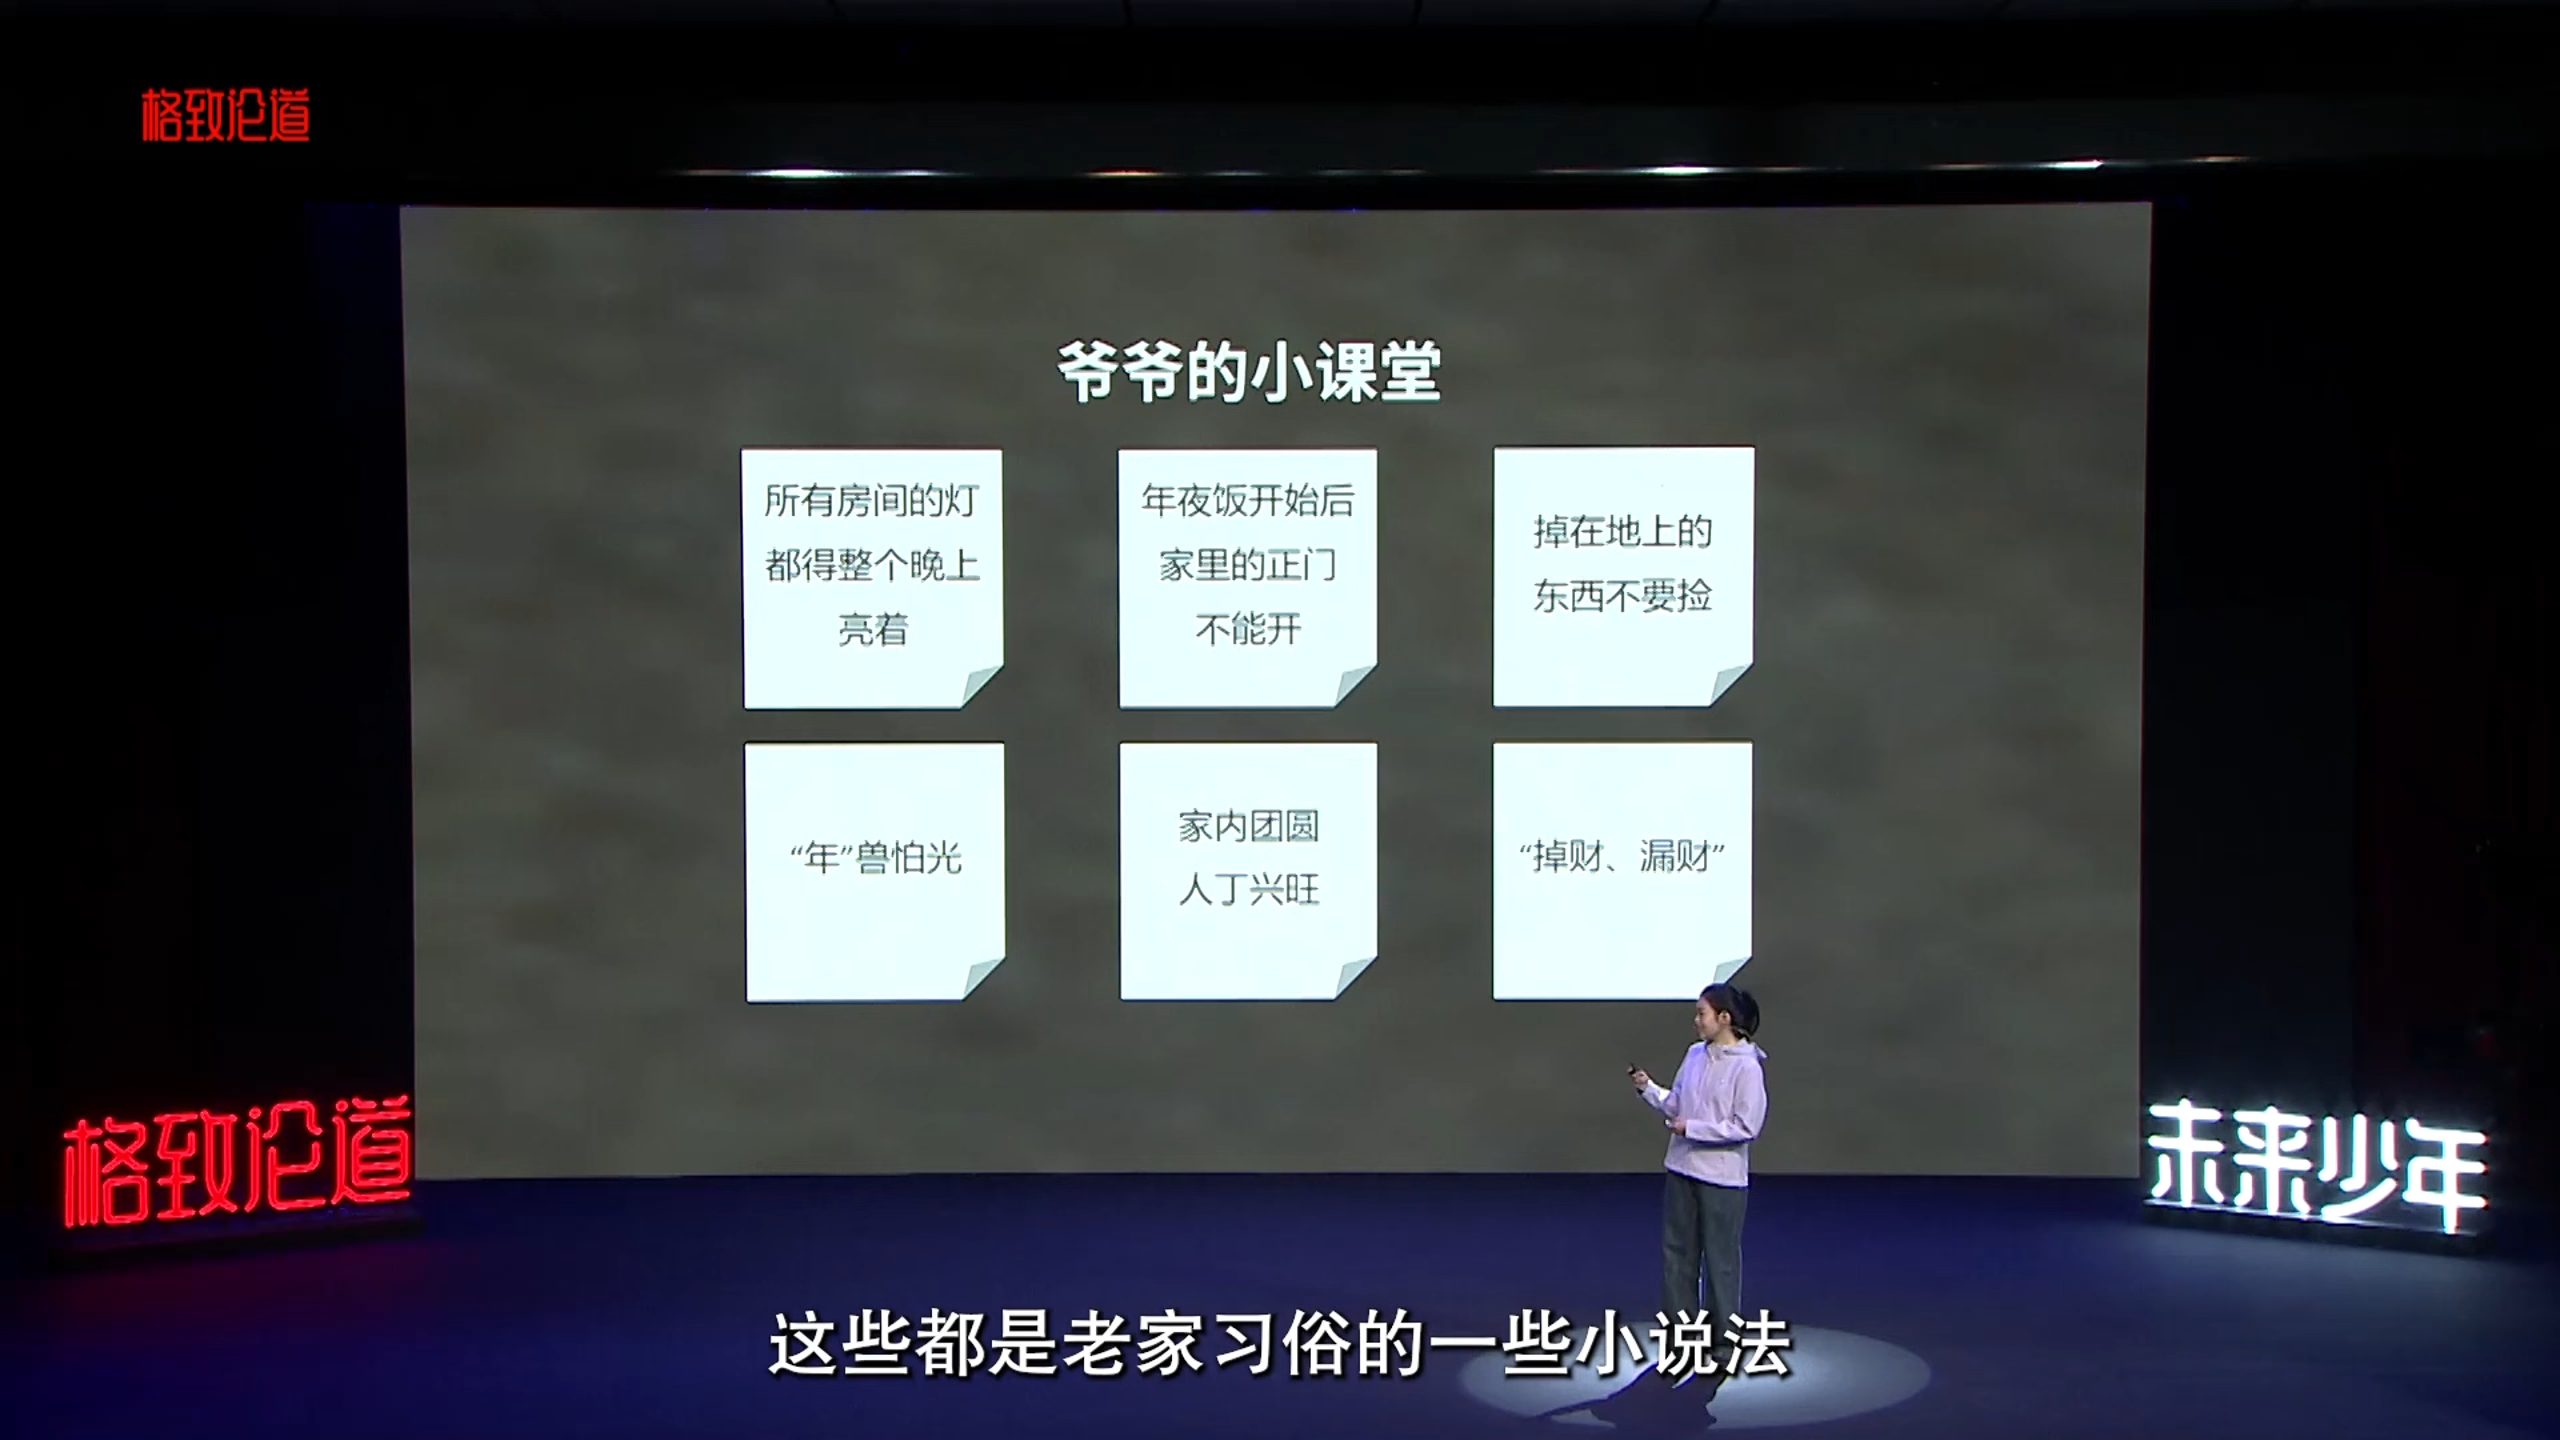 格致论道
爷爷的小课堂
所有房间的灯
都得整个晚上
亮着
年夜饭开始后
家里的正门
不能开
掉在地上的
东西不要捡
“年”兽怕光
家内团圆
人丁兴旺
“掉财、漏财”
格致论道
未来少年
这些都是老家习俗的一些小说法